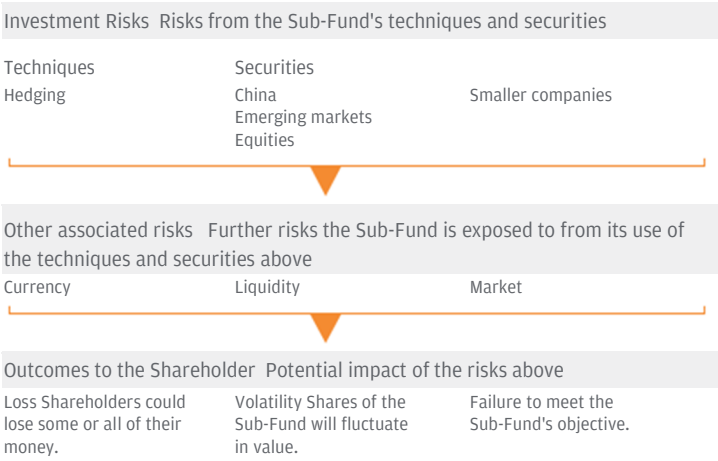 Investment Risks Risks from the Sub-Fund's techniques and securities
Techniques Securities
Hedging China Smaller companies
Emerging markets
Equities
Other associated risks Further risks the Sub-Fund is exposed to from its use of
the techniques and securities above
Currency Liquidity Market
Outcomes to the Shareholder Potential impact of the risks above
Loss Shareholders could
lose some or all of their
money.
Volatility Shares of the
Sub-Fund will fluctuate
in value.
Failure to meet the
Sub-Fund's objective.